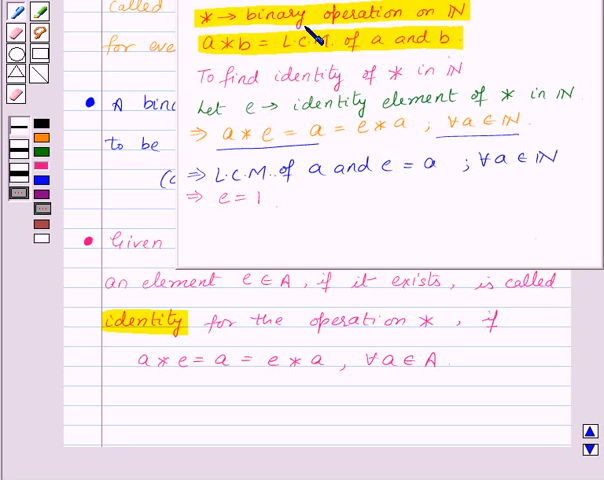 called
* → binary operation on ℕ
for eve
a * b = L.C.M. of a and b.
To find identity of * in ℕ
Let e → identity element of * in ℕ
• A bina
⇒ a * e = a = e * a ; ∀ a ∈ ℕ.
to be
(c
⇒ L.C.M. of a and e = a ; ∀ a ∈ ℕ
⇒ e = 1
• Given
an element e ∈ A, if it exists, is called
identity for the operation *, if
a * e = a = e * a, ∀ a ∈ A.